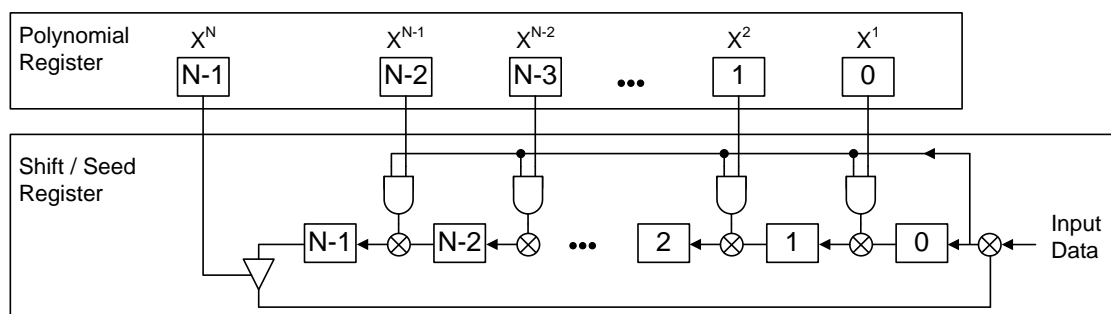 Polynomial
Register
X^N X^N-1 X^N-2 X^2 X^1
N-1 N-2 N-3 ••• 1 0
Shift / Seed
Register
N-1 N-2 ••• 2 1 0
Input
Data